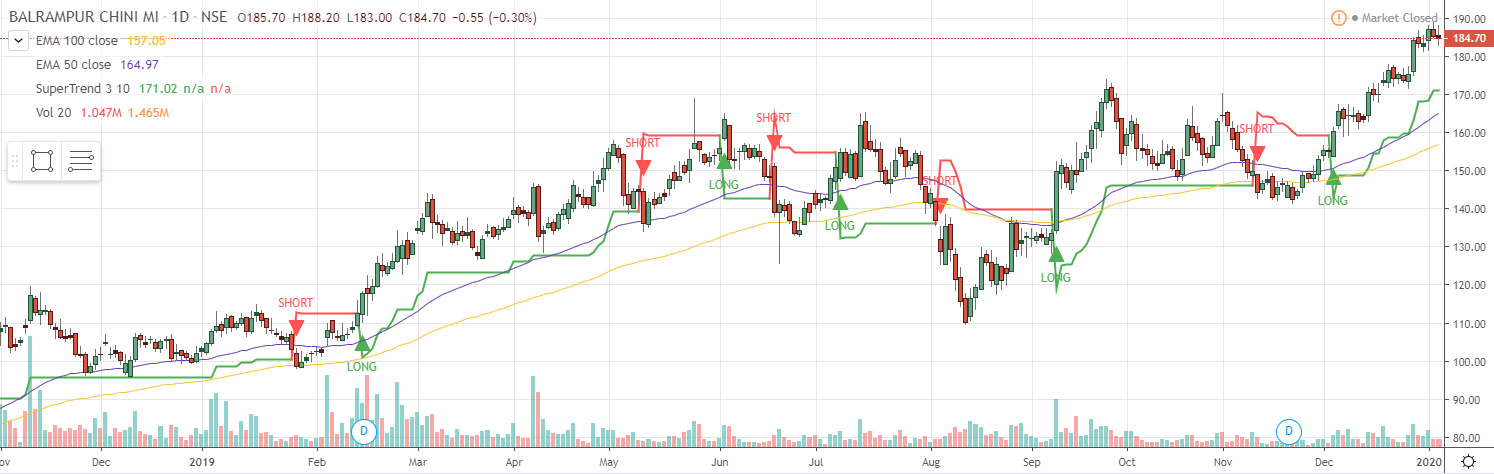 BALRAMPUR CHINI MI · 1D · NSE O185.70 H188.20 L183.00 C184.70 −0.55 (−0.30%)
! Market Closed
EMA 100 close 157.05
EMA 50 close 164.97
SuperTrend 3 10 171.02 n/a n/a
Vol 20 1.047M 1.465M
190.00
184.70
180.00
170.00
160.00
150.00
140.00
130.00
120.00
110.00
100.00
90.00
80.00
SHORT
LONG
SHORT
LONG
SHORT
LONG
SHORT
LONG
SHORT
LONG
D
D
ov Dec 2019 Feb Mar Apr May Jun Jul Aug Sep Oct Nov Dec 2020